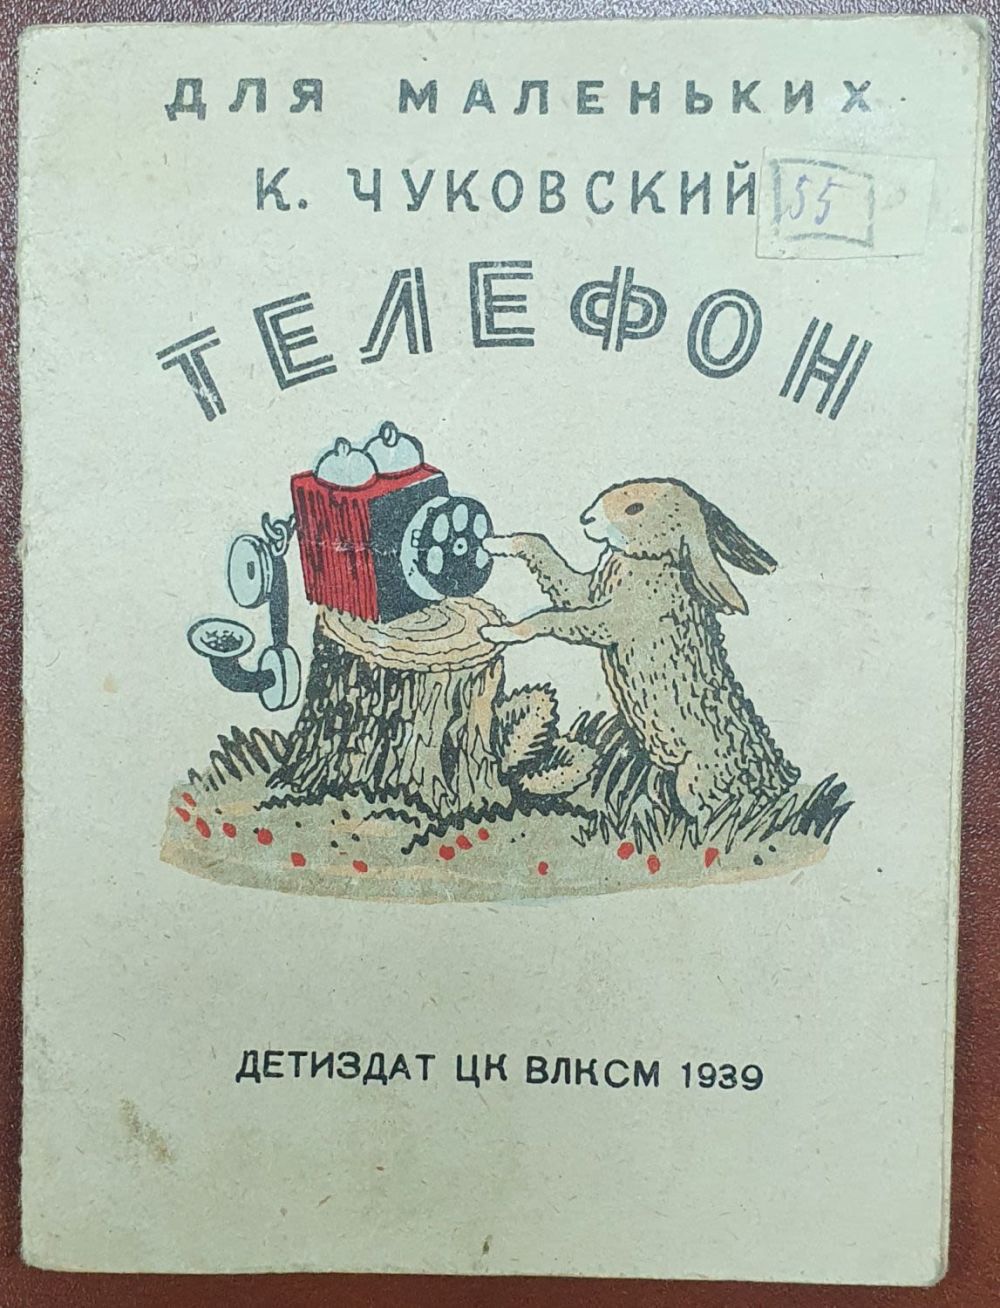 ДЛЯ МАЛЕНЬКИХ
К. ЧУКОВСКИЙ
55
ТЕЛЕФОН
ДЕТИЗДАТ ЦК ВЛКСМ 1939